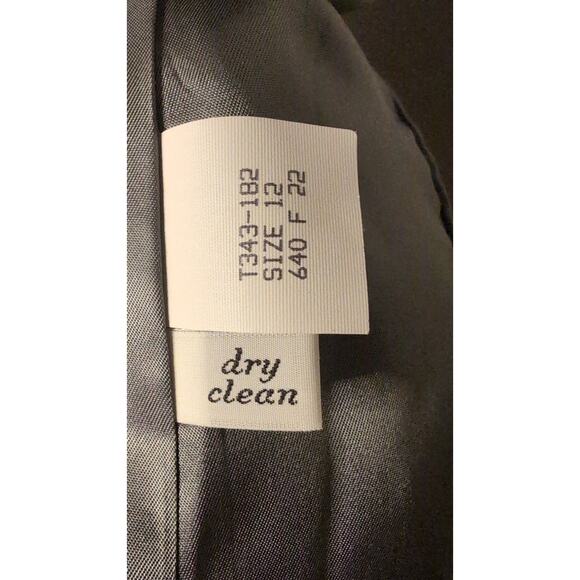 T343-182
SIZE 12
640 F 22
dry
clean